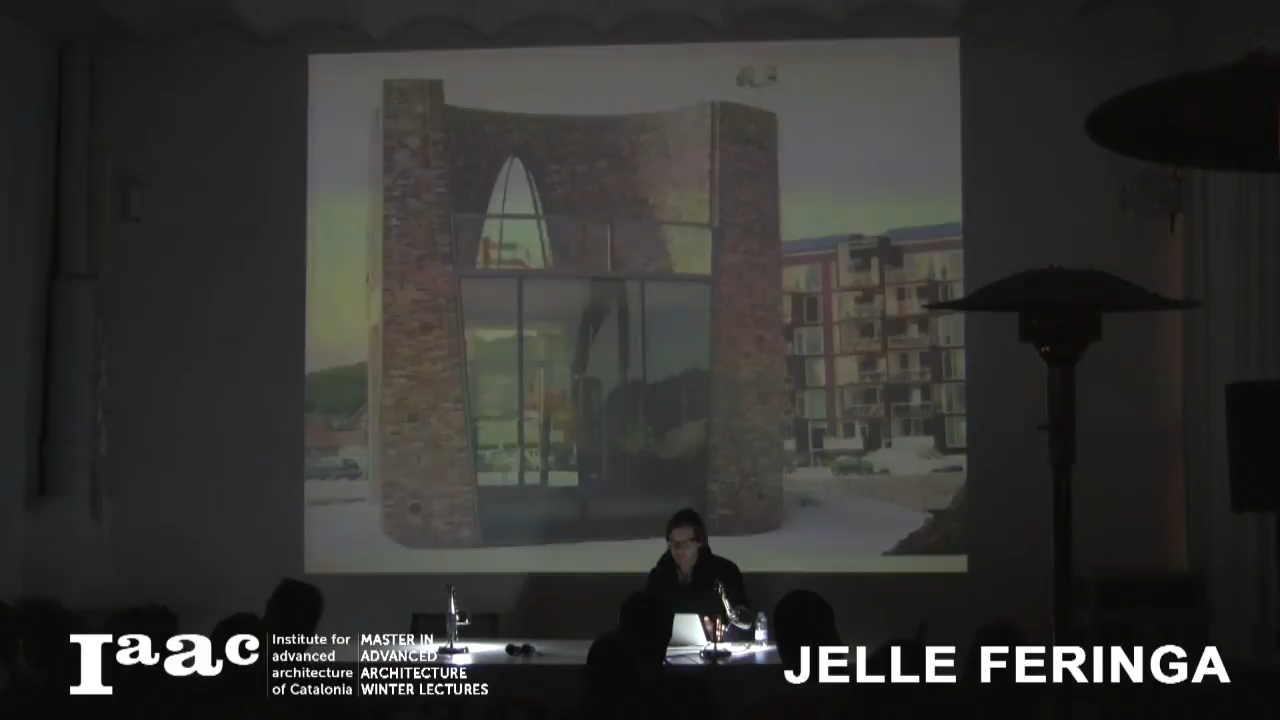 Iaac
Institute for
advanced
architecture
of Catalonia
MASTER IN
ADVANCED
ARCHITECTURE
WINTER LECTURES
JELLE FERINGA